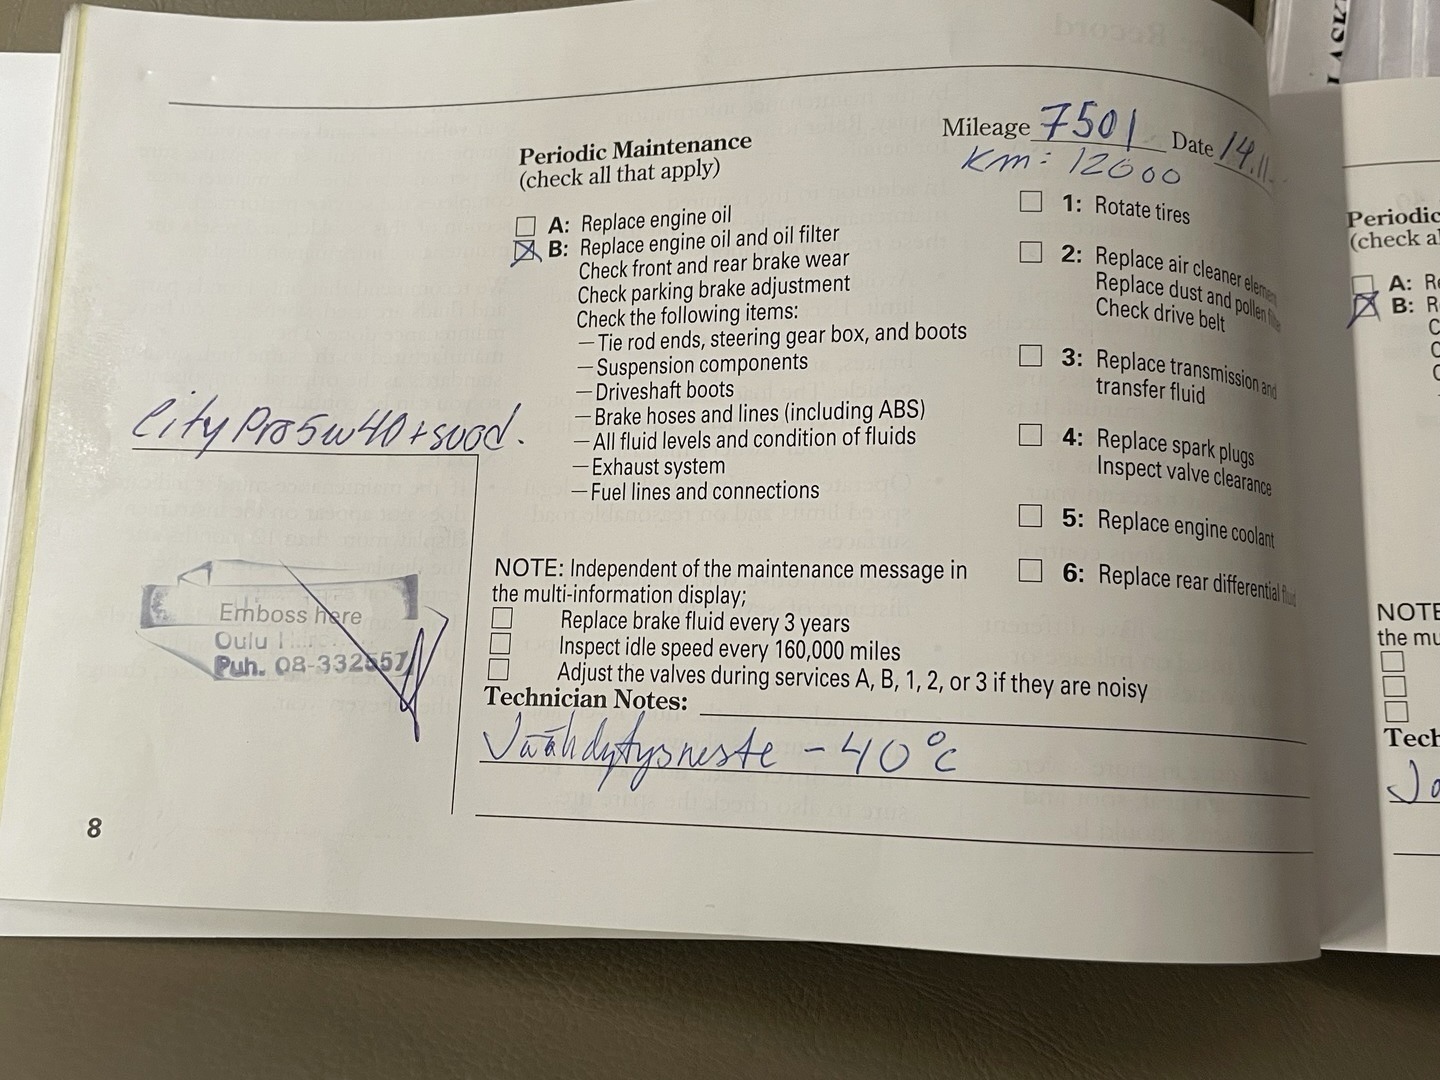 Mileage 7501 Date 14.11.
Km: 12000
Periodic Maintenance
(check all that apply)
A: Replace engine oil
B: Replace engine oil and oil filter
Check front and rear brake wear
Check parking brake adjustment
Check the following items:
—Tie rod ends, steering gear box, and boots
—Suspension components
—Driveshaft boots
—Brake hoses and lines (including ABS)
—All fluid levels and condition of fluids
—Exhaust system
—Fuel lines and connections
1: Rotate tires
2: Replace air cleaner element
Replace dust and pollen filter
Check drive belt
3: Replace transmission and
transfer fluid
4: Replace spark plugs
Inspect valve clearance
5: Replace engine coolant
6: Replace rear differential fluid
City Pro 5w40 + suod.
Emboss here
Oulu
Puh. 08-332557
NOTE: Independent of the maintenance message in
the multi-information display;
Replace brake fluid every 3 years
Inspect idle speed every 160,000 miles
Adjust the valves during services A, B, 1, 2, or 3 if they are noisy
Technician Notes:
Jäähdytysneste -40°C
8
Periodic
(check al
A: Re
B: R
C
C
C
NOTE
the mu
Tech
Jä